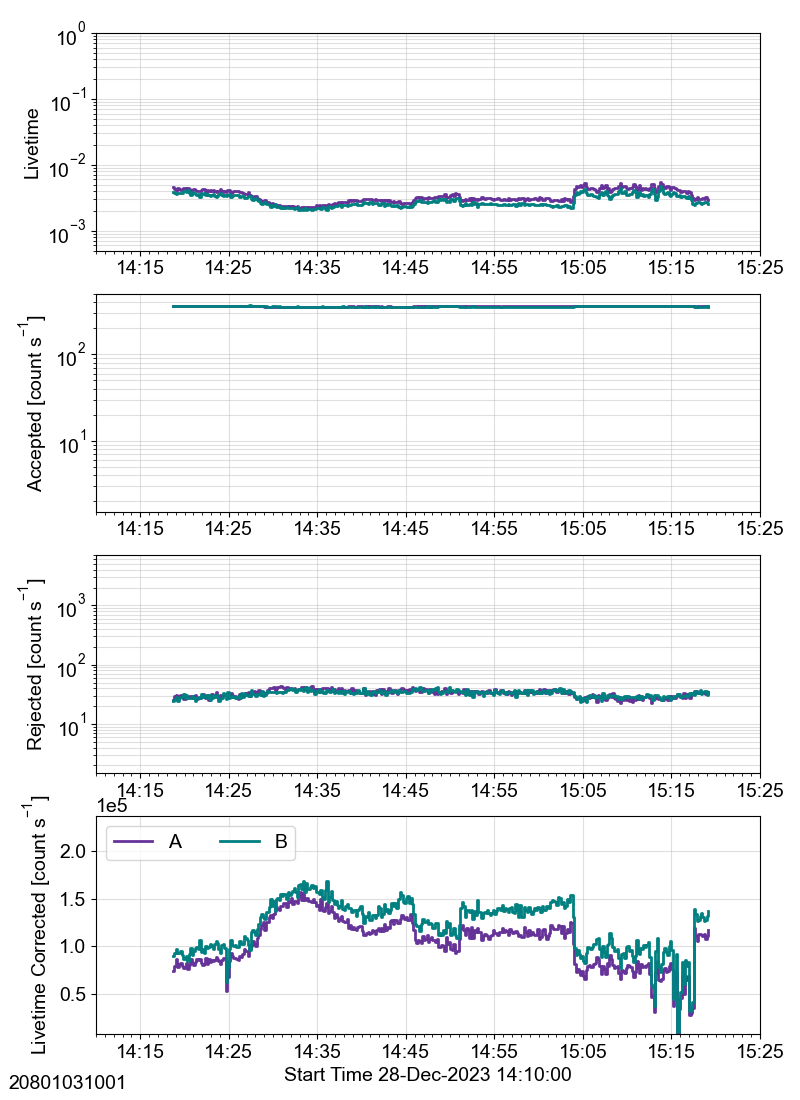 Livetime
10^0
10^−1
10^−2
10^−3
14:15 14:25 14:35 14:45 14:55 15:05 15:15 15:25
Accepted [count s^−1]
10^2
10^1
14:15 14:25 14:35 14:45 14:55 15:05 15:15 15:25
Rejected [count s^−1]
10^3
10^2
10^1
14:15 14:25 14:35 14:45 14:55 15:05 15:15 15:25
Livetime Corrected [count s^−1]
1e5
A B
2.0
1.5
1.0
0.5
14:15 14:25 14:35 14:45 14:55 15:05 15:15 15:25
Start Time 28-Dec-2023 14:10:00
20801031001